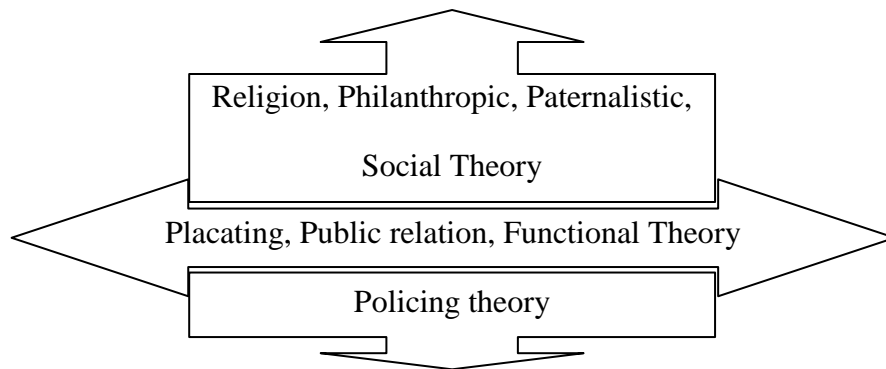 Religion, Philanthropic, Paternalistic,
Social Theory
Placating, Public relation, Functional Theory
Policing theory